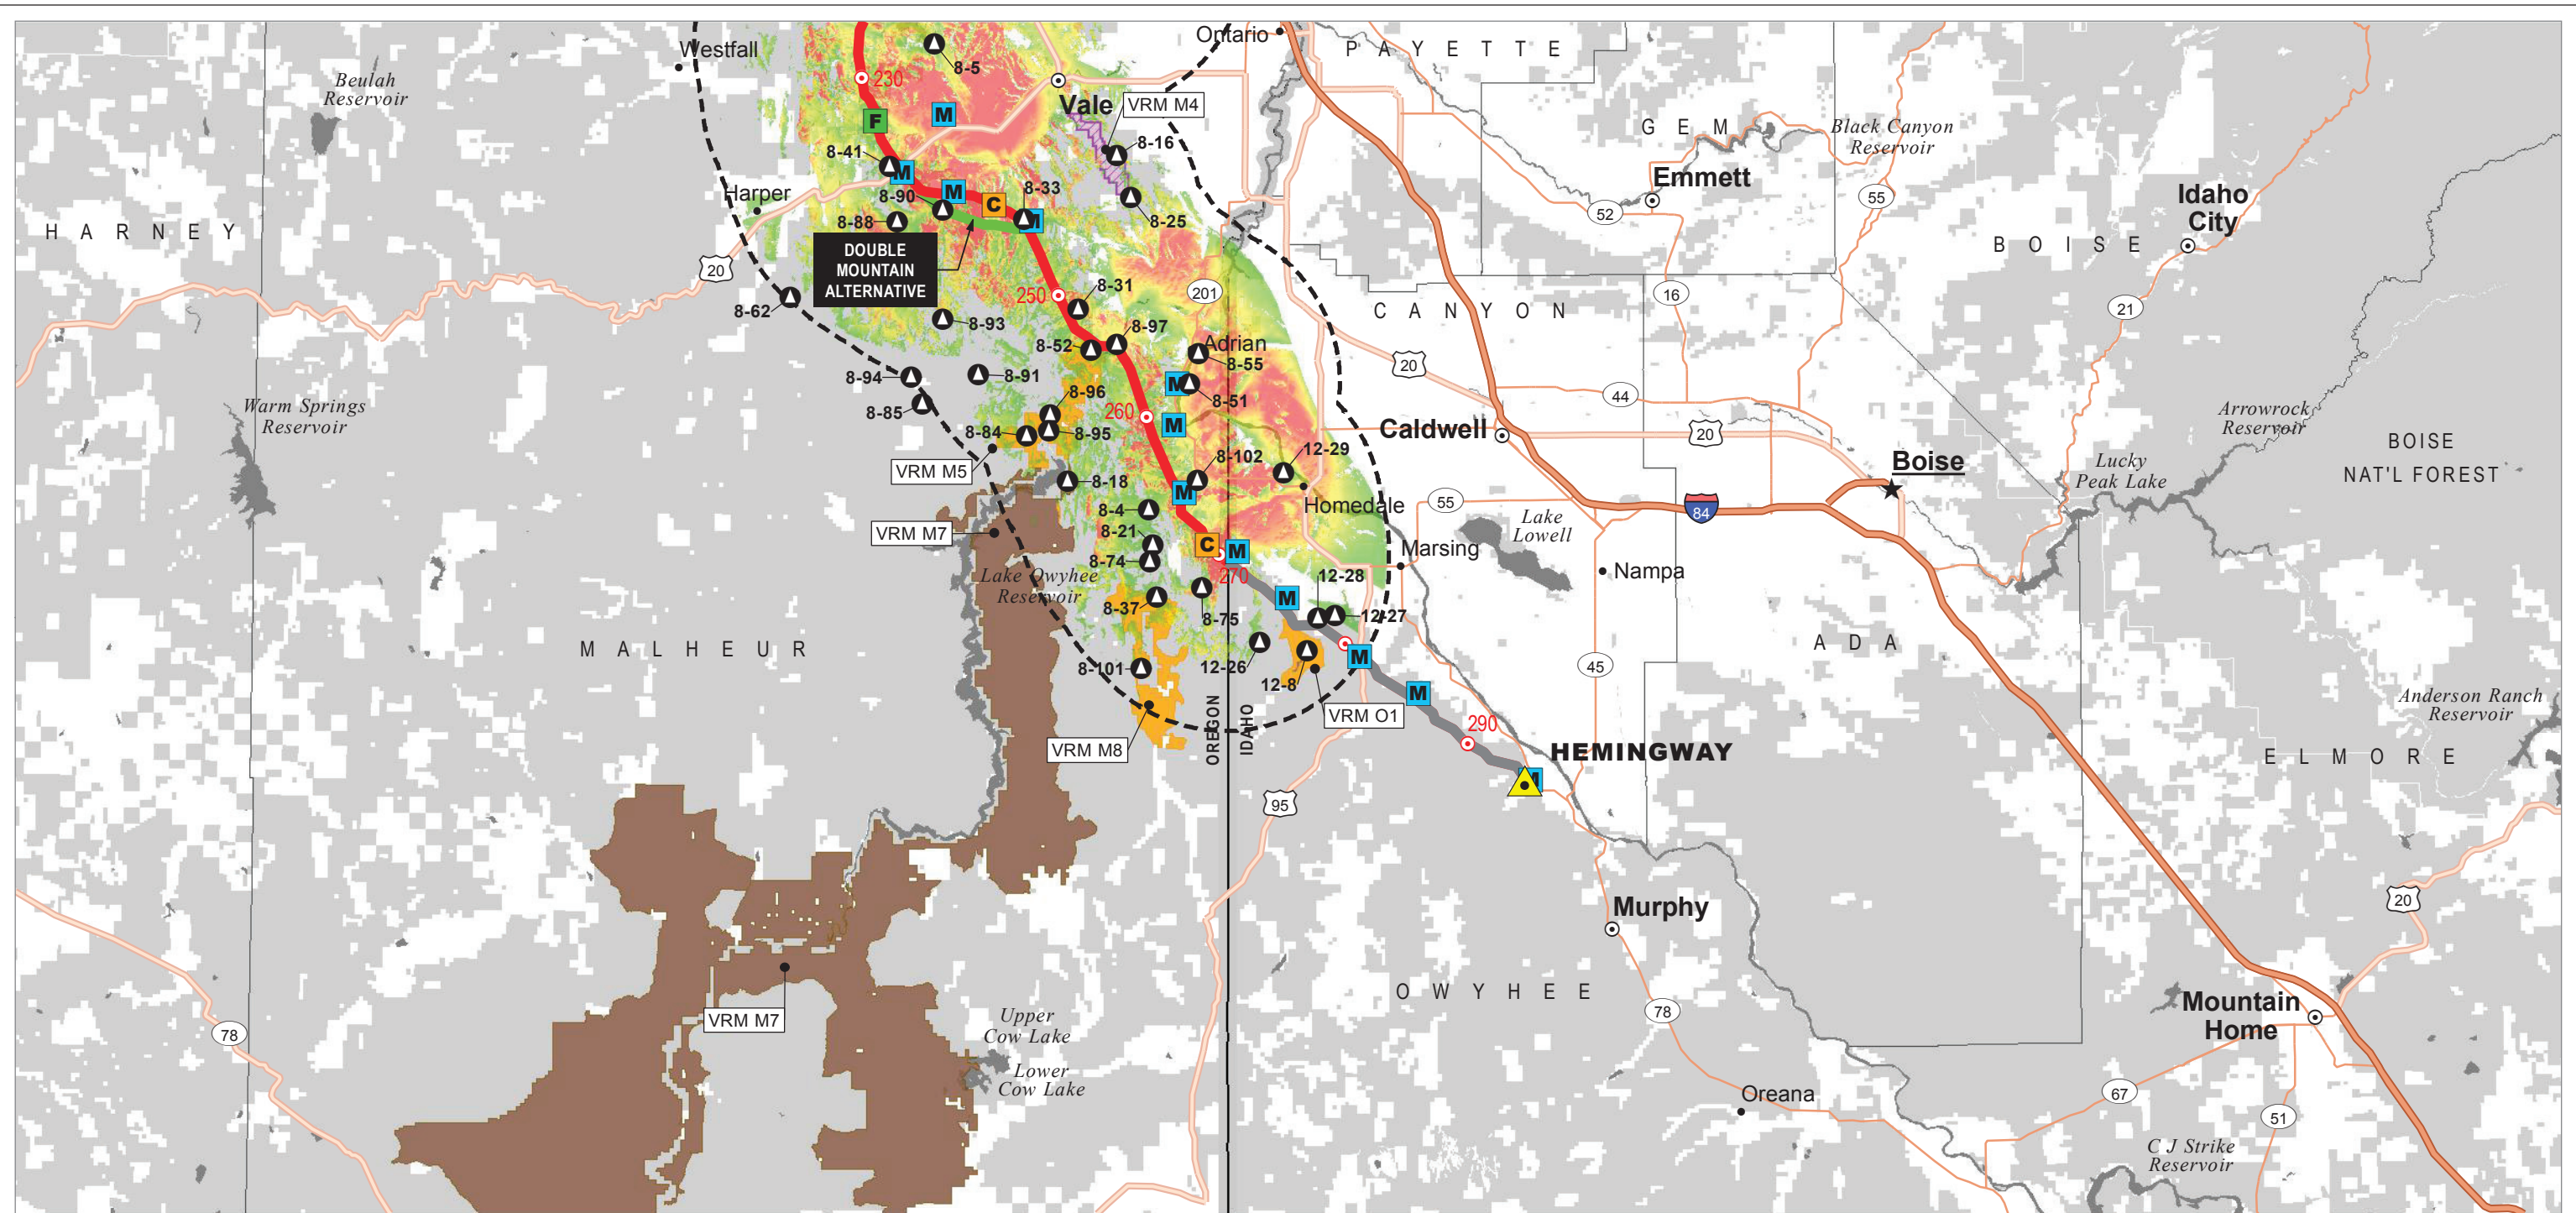 Westfall
Beulah
Reservoir
230
8-5
Ontario
P A Y E T T E
Vale
VRM M4
M
F
G E M
Black Canyon
Reservoir
8-41
M
8-16
Emmett
Harper
M
8-90
C
8-33
M
8-25
52
55
Idaho
City
H A R N E Y
8-88
B O I S E
DOUBLE
MOUNTAIN
ALTERNATIVE
20
250
8-31
201
16
21
8-62
8-93
8-97
C A N Y O N
8-52
Adrian
8-55
20
8-94
8-91
M
8-51
44
8-85
8-96
260
M
Warm Springs
Reservoir
8-84
8-95
Caldwell
20
Arrowrock
Reservoir
BOISE
NAT'L FOREST
VRM M5
8-102
12-29
Boise
Lucky
Peak Lake
8-18
M
Homedale
55
84
8-4
VRM M7
8-21
Lake
Lowell
C
M
Marsing
8-74
270
Nampa
Lake Owyhee
Reservoir
12-28
M
8-37
8-75
12-27
M A L H E U R
A D A
8-101
12-26
M
45
12-8
M
Anderson Ranch
Reservoir
OREGON
IDAHO
VRM O1
290
VRM M8
HEMINGWAY
M
E L M O R E
95
20
Murphy
O W Y H E E
VRM M7
78
Mountain
Home
Upper
Cow Lake
78
Lower
Cow Lake
Oreana
67
51
C J Strike
Reservoir